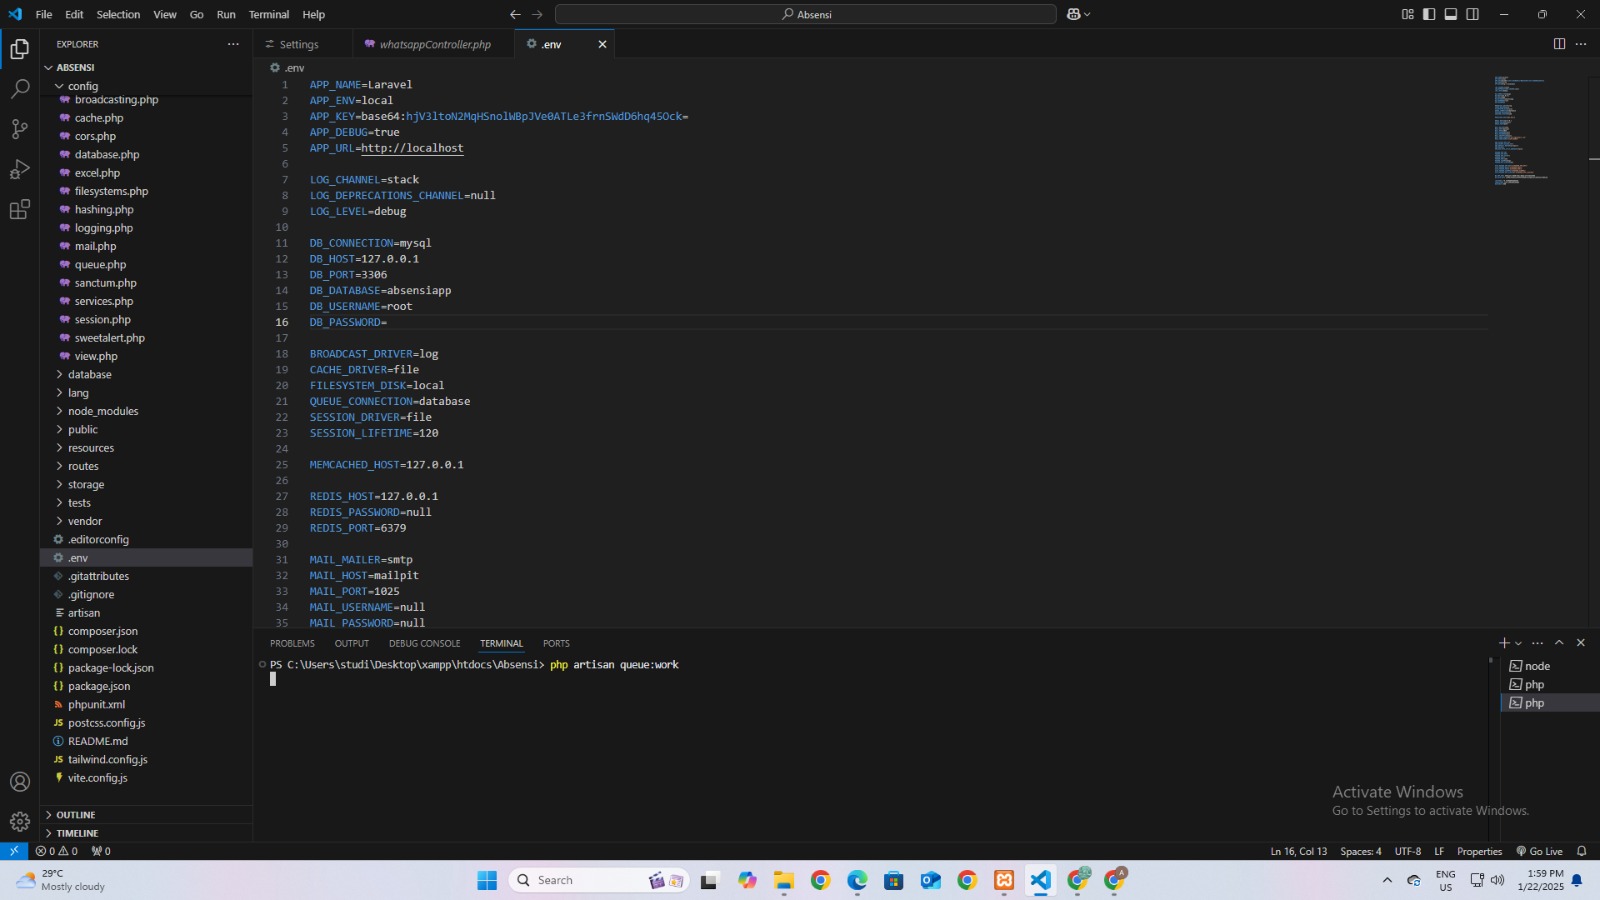 File Edit Selection View Go Run Terminal Help
Absensi
EXPLORER
ABSENSI
config
broadcasting.php
cache.php
cors.php
database.php
excel.php
filesystems.php
hashing.php
logging.php
mail.php
queue.php
sanctum.php
services.php
session.php
sweetalert.php
view.php
database
lang
node_modules
public
resources
routes
storage
tests
vendor
.editorconfig
.env
.gitattributes
.gitignore
artisan
composer.json
composer.lock
package-lock.json
package.json
phpunit.xml
postcss.config.js
README.md
tailwind.config.js
vite.config.js
OUTLINE
TIMELINE
Settings
whatsappController.php
.env
.env
1 APP_NAME=Laravel
2 APP_ENV=local
3 APP_KEY=base64:hjV3ltoN2MqHSnolWBpJVe0ATLe3frnSWdD6hq45Ock=
4 APP_DEBUG=true
5 APP_URL=http://localhost
6
7 LOG_CHANNEL=stack
8 LOG_DEPRECATIONS_CHANNEL=null
9 LOG_LEVEL=debug
10
11 DB_CONNECTION=mysql
12 DB_HOST=127.0.0.1
13 DB_PORT=3306
14 DB_DATABASE=absensiapp
15 DB_USERNAME=root
16 DB_PASSWORD=
17
18 BROADCAST_DRIVER=log
19 CACHE_DRIVER=file
20 FILESYSTEM_DISK=local
21 QUEUE_CONNECTION=database
22 SESSION_DRIVER=file
23 SESSION_LIFETIME=120
24
25 MEMCACHED_HOST=127.0.0.1
26
27 REDIS_HOST=127.0.0.1
28 REDIS_PASSWORD=null
29 REDIS_PORT=6379
30
31 MAIL_MAILER=smtp
32 MAIL_HOST=mailpit
33 MAIL_PORT=1025
34 MAIL_USERNAME=null
35 MAIL_PASSWORD=null
PROBLEMS OUTPUT DEBUG CONSOLE TERMINAL PORTS
PS C:\Users\studi\Desktop\xampp\htdocs\Absensi> php artisan queue:work
node
php
php
Activate Windows
Go to Settings to activate Windows.
0 0 0
Ln 16, Col 13 Spaces: 4 UTF-8 LF Properties Go Live
29°C
Mostly cloudy
Search
ENG
US
1:59 PM
1/22/2025